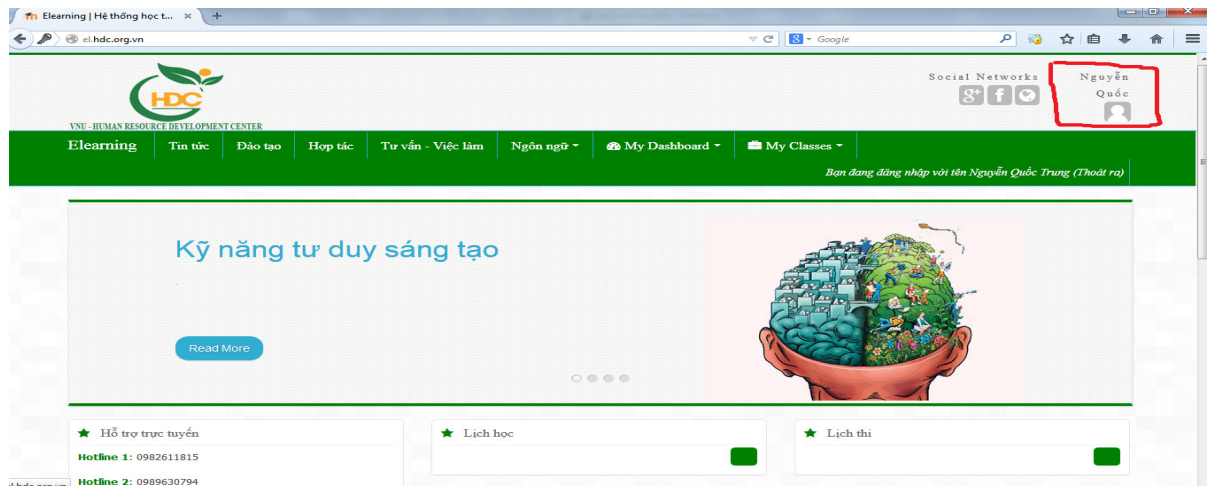 Elearning | Hệ thống học t...
el.hdc.org.vn
Google
HDC
VNU - HUMAN RESOURCE DEVELOPMENT CENTER
Social Networks
Nguyễn
Quốc
Elearning Tin tức Đào tạo Hợp tác Tư vấn - Việc làm Ngôn ngữ My Dashboard My Classes
Bạn đang đăng nhập với tên Nguyễn Quốc Trung (Thoát ra)
Kỹ năng tư duy sáng tạo
Read More
Hỗ trợ trực tuyến
Hotline 1: 0982611815
Hotline 2: 0989630794
Lịch học
Lịch thi